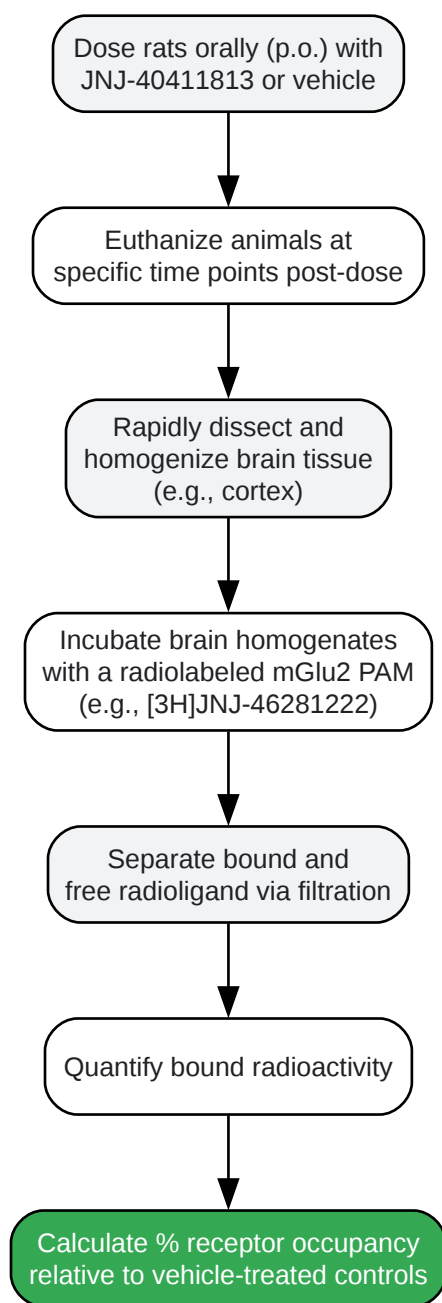 Dose rats orally (p.o.) with
JNJ-40411813 or vehicle
Euthanize animals at
specific time points post-dose
Rapidly dissect and
homogenize brain tissue
(e.g., cortex)
Incubate brain homogenates
with a radiolabeled mGlu2 PAM
(e.g., [3H]JNJ-46281222)
Separate bound and
free radioligand via filtration
Quantify bound radioactivity
Calculate % receptor occupancy
relative to vehicle-treated controls